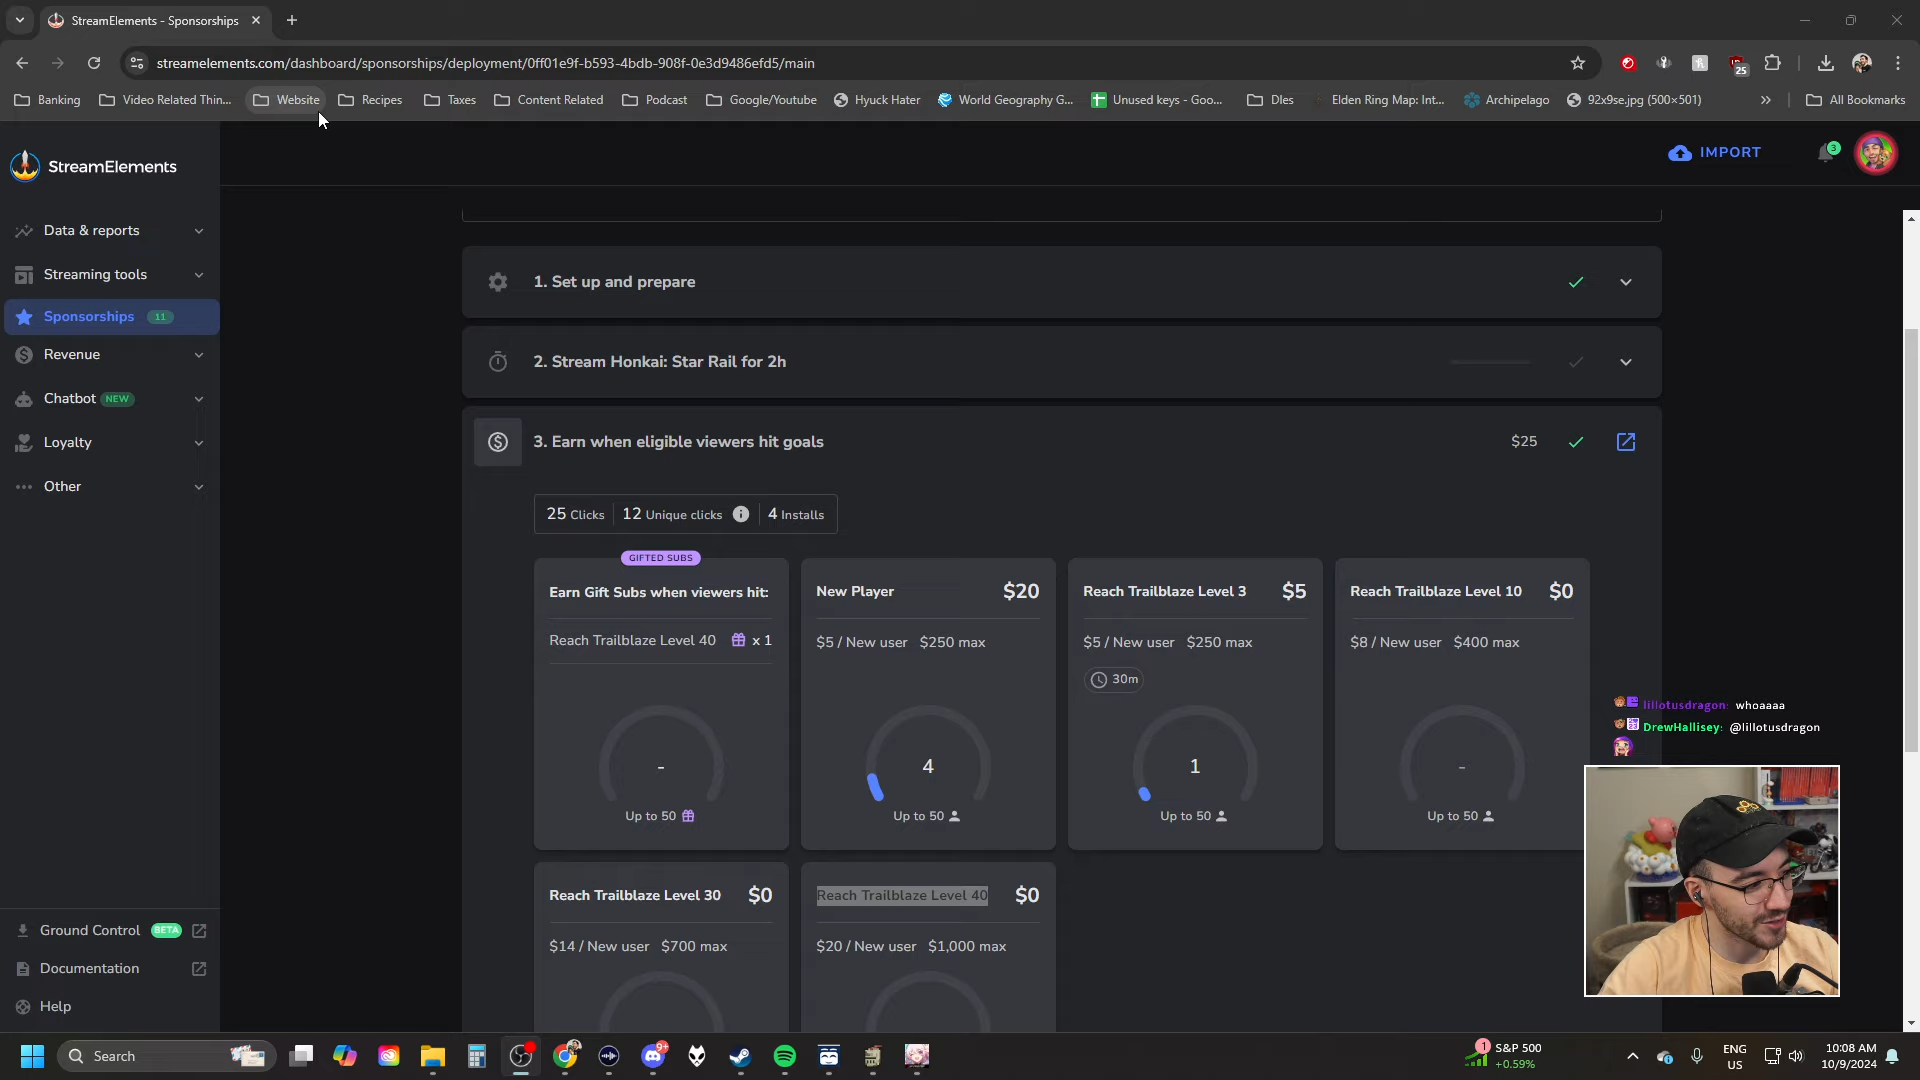 StreamElements - Sponsorships
streamelements.com/dashboard/sponsorships/deployment/0ff01e9f-b593-4bdb-908f-0e3d9486efd5/main
25
Banking
Video Related Thin...
Website
Recipes
Taxes
Content Related
Podcast
Google/Youtube
Hyuck Hater
World Geography G...
Unused keys - Goo...
Dles
Elden Ring Map: Int...
Archipelago
92x9se.jpg (500×501)
All Bookmarks
StreamElements
IMPORT
3
Data & reports
Streaming tools
Sponsorships 11
Revenue
Chatbot NEW
Loyalty
Other
1. Set up and prepare
2. Stream Honkai: Star Rail for 2h
3. Earn when eligible viewers hit goals
$25
25 Clicks
12 Unique clicks
4 Installs
GIFTED SUBS
Earn Gift Subs when viewers hit:
Reach Trailblaze Level 40 x 1
-
Up to 50
New Player $20
$5 / New user $250 max
4
Up to 50
Reach Trailblaze Level 3 $5
$5 / New user $250 max
30m
1
Up to 50
Reach Trailblaze Level 10 $0
$8 / New user $400 max
-
Up to 50
Reach Trailblaze Level 30 $0
$14 / New user $700 max
Reach Trailblaze Level 40 $0
$20 / New user $1,000 max
lillotusdragon: whoaaaa
DrewHallisey: @lillotusdragon
Ground Control BETA
Documentation
Help
Search
9+
1
S&P 500
+0.59%
ENG
US
10:08 AM
10/9/2024